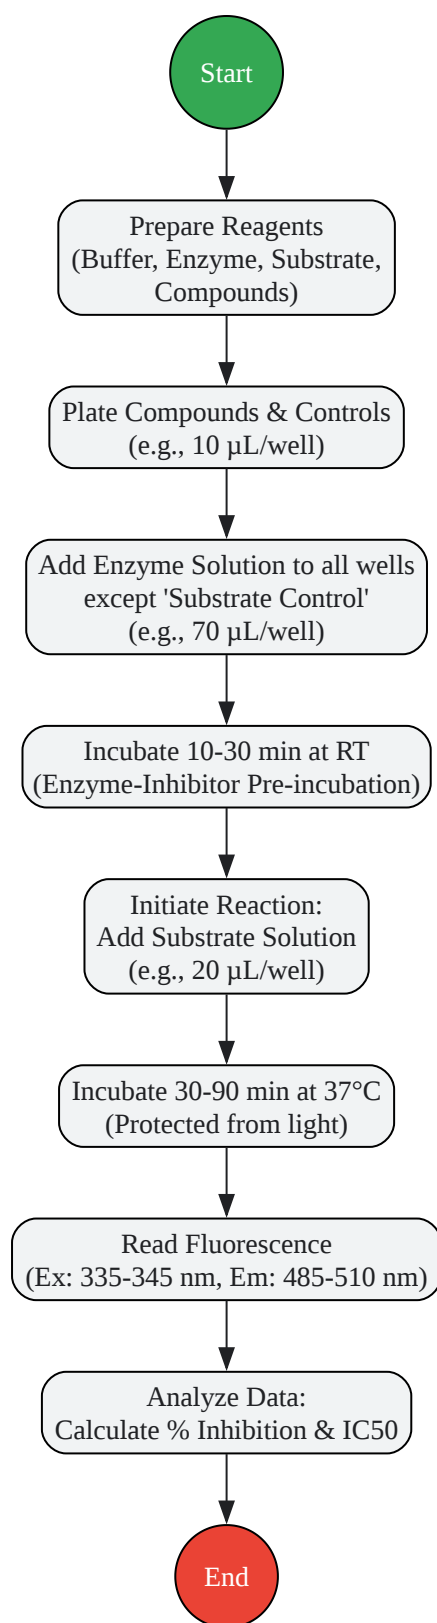 Start
Prepare Reagents
(Buffer, Enzyme, Substrate,
Compounds)
Plate Compounds & Controls
(e.g., 10 µL/well)
Add Enzyme Solution to all wells
except 'Substrate Control'
(e.g., 70 µL/well)
Incubate 10-30 min at RT
(Enzyme-Inhibitor Pre-incubation)
Initiate Reaction:
Add Substrate Solution
(e.g., 20 µL/well)
Incubate 30-90 min at 37°C
(Protected from light)
Read Fluorescence
(Ex: 335-345 nm, Em: 485-510 nm)
Analyze Data:
Calculate % Inhibition & IC50
End